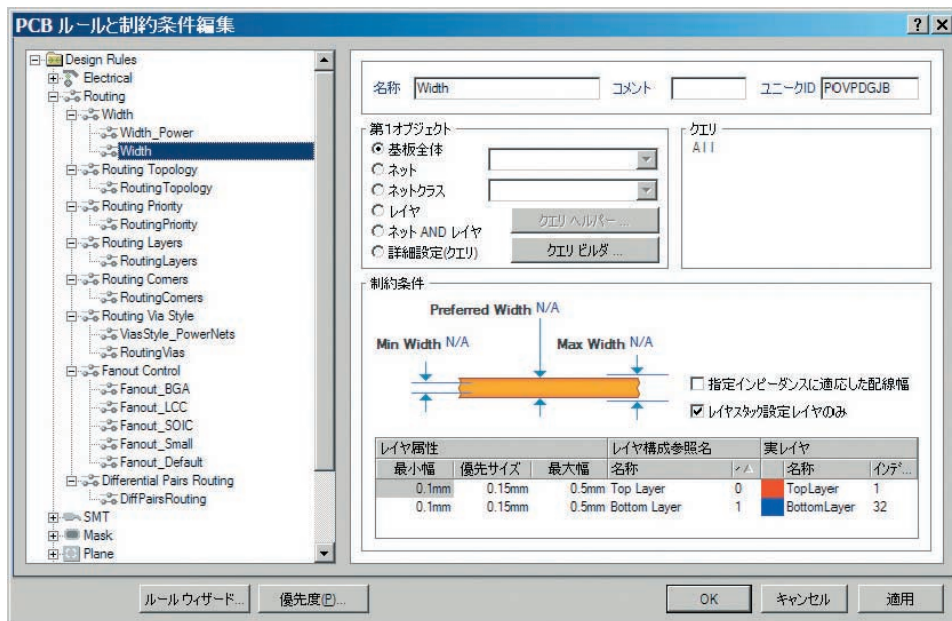 PCB ルールと制約条件編集
Design Rules
Electrical
Routing
Width
Width_Power
Width
Routing Topology
RoutingTopology
Routing Priority
RoutingPriority
Routing Layers
RoutingLayers
Routing Corners
RoutingCorners
Routing Via Style
ViasStyle_PowerNets
RoutingVias
Fanout Control
Fanout_BGA
Fanout_LCC
Fanout_SOIC
Fanout_Small
Fanout_Default
Differential Pairs Routing
DiffPairsRouting
SMT
Mask
Plane
名称 Width コメント ユニークID POVPDGJB
第1オブジェクト
基板全体
ネット
ネットクラス
レイヤ
ネット AND レイヤ
詳細設定(クエリ)
クエリ ヘルパー ...
クエリ ビルダ ...
クエリ
All
制約条件
Preferred Width N/A
Min Width N/A Max Width N/A
指定インピーダンスに適応した配線幅
レイヤスタック設定レイヤのみ
レイヤ属性 レイヤ構成参照名 実レイヤ
最小幅 優先サイズ 最大幅 名称 名称 インデ...
0.1mm 0.15mm 0.5mm Top Layer 0 TopLayer 1
0.1mm 0.15mm 0.5mm Bottom Layer 1 BottomLayer 32
ルール ウィザード... 優先度(P)... OK キャンセル 適用